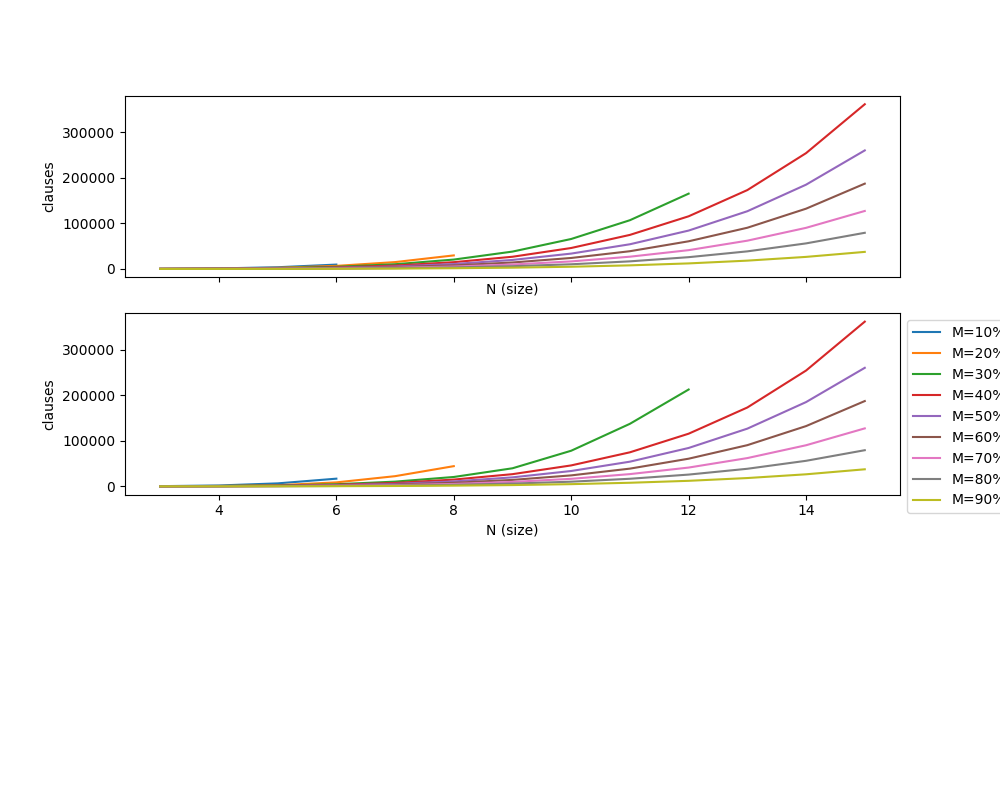 300000
200000
100000
0
clauses
N (size)
300000
200000
100000
0
clauses
4
6
8
10
12
14
N (size)
M=10%
M=20%
M=30%
M=40%
M=50%
M=60%
M=70%
M=80%
M=90%